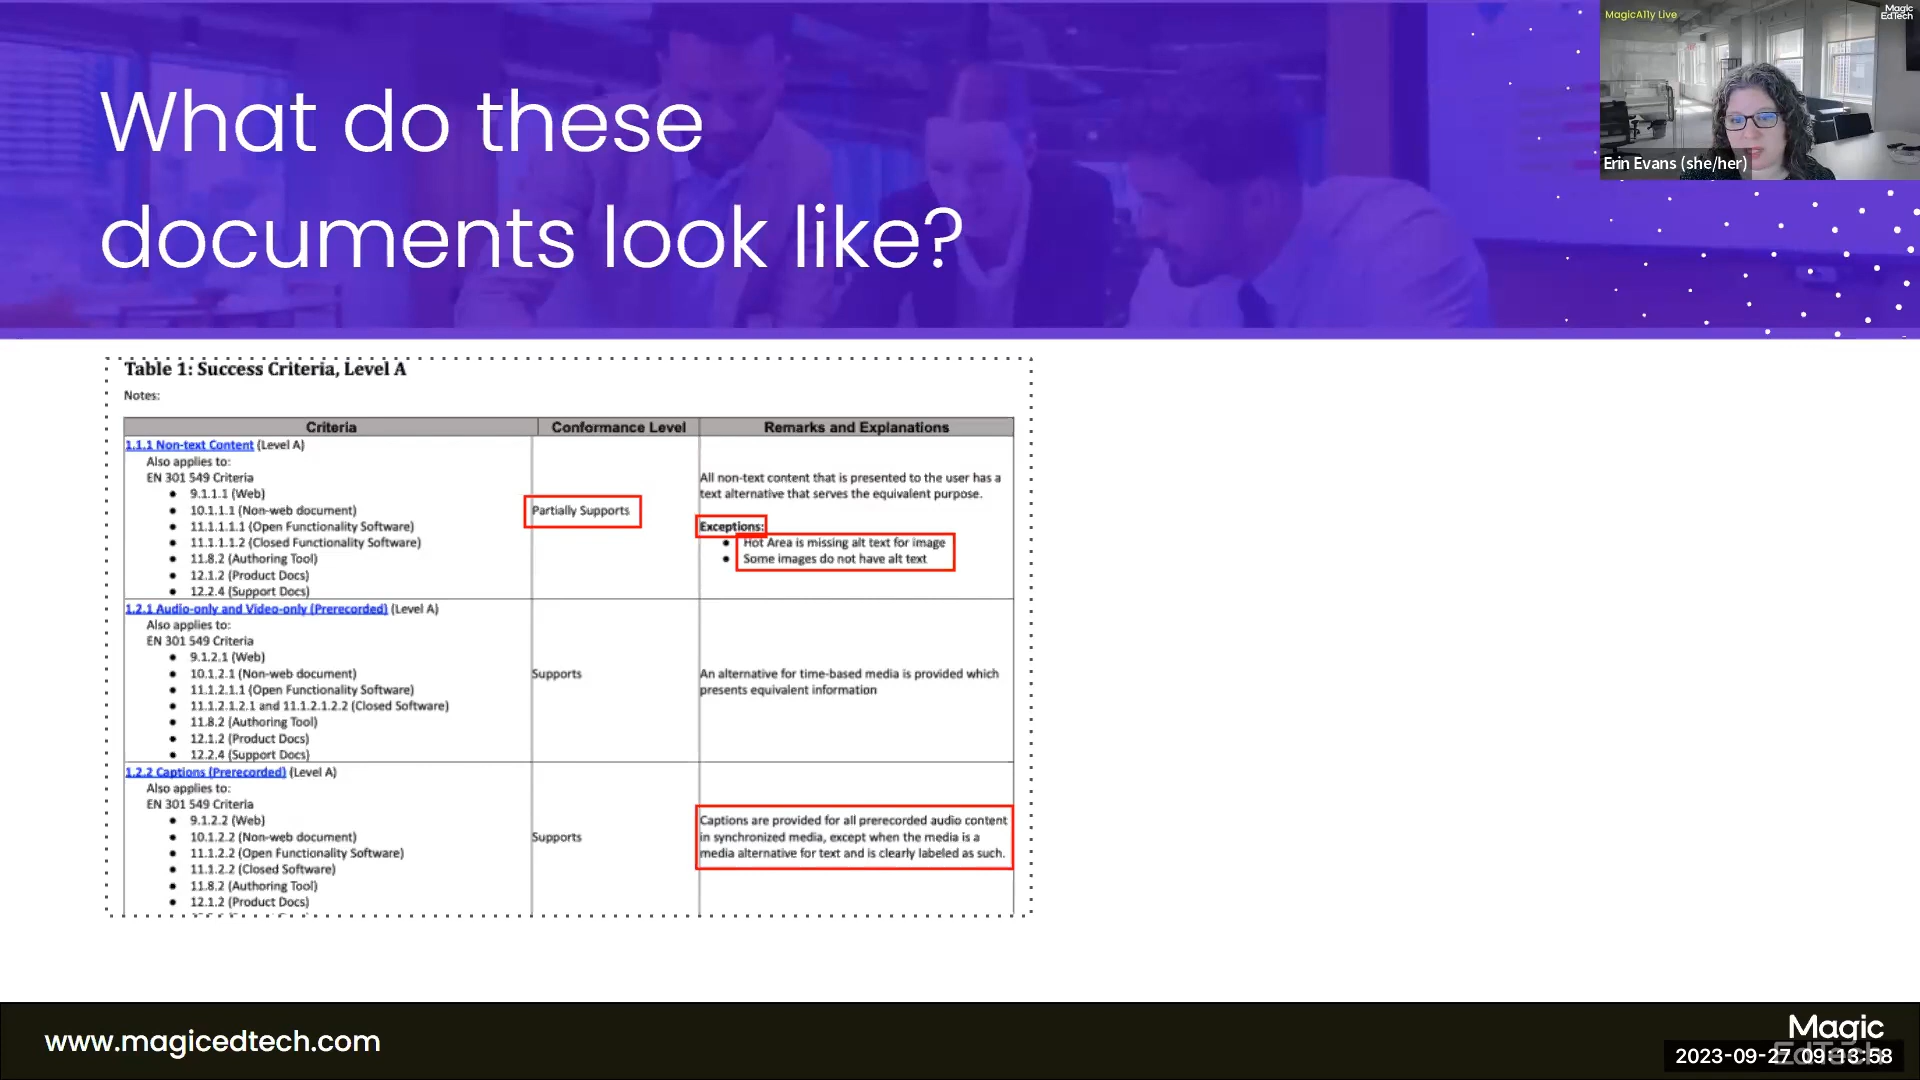 What do these
documents look like?
MagicA11y Live
Magic
EdTech
Erin Evans (she/her)
Table 1: Success Criteria, Level A
Notes:
Criteria
Conformance Level
Remarks and Explanations
1.1.1 Non-text Content (Level A)
Also applies to:
EN 301 549 Criteria
● 9.1.1.1 (Web)
● 10.1.1.1 (Non-web document)
● 11.1.1.1.1 (Open Functionality Software)
● 11.1.1.1.2 (Closed Functionality Software)
● 11.8.2 (Authoring Tool)
● 12.1.2 (Product Docs)
● 12.2.4 (Support Docs)
Partially Supports
All non-text content that is presented to the user has a
text alternative that serves the equivalent purpose.
Exceptions:
● Hot Area is missing alt text for image
● Some images do not have alt text
1.2.1 Audio-only and Video-only (Prerecorded) (Level A)
Also applies to:
EN 301 549 Criteria
● 9.1.2.1 (Web)
● 10.1.2.1 (Non-web document)
● 11.1.2.1.1 (Open Functionality Software)
● 11.1.2.1.2.1 and 11.1.2.1.2.2 (Closed Software)
● 11.8.2 (Authoring Tool)
● 12.1.2 (Product Docs)
● 12.2.4 (Support Docs)
Supports
An alternative for time-based media is provided which
presents equivalent information
1.2.2 Captions (Prerecorded) (Level A)
Also applies to:
EN 301 549 Criteria
● 9.1.2.2 (Web)
● 10.1.2.2 (Non-web document)
● 11.1.2.2 (Open Functionality Software)
● 11.1.2.2 (Closed Software)
● 11.8.2 (Authoring Tool)
● 12.1.2 (Product Docs)
Supports
Captions are provided for all prerecorded audio content
in synchronized media, except when the media is a
media alternative for text and is clearly labeled as such.
www.magicedtech.com
Magic
EdTech
2023-09-27 09:13:58